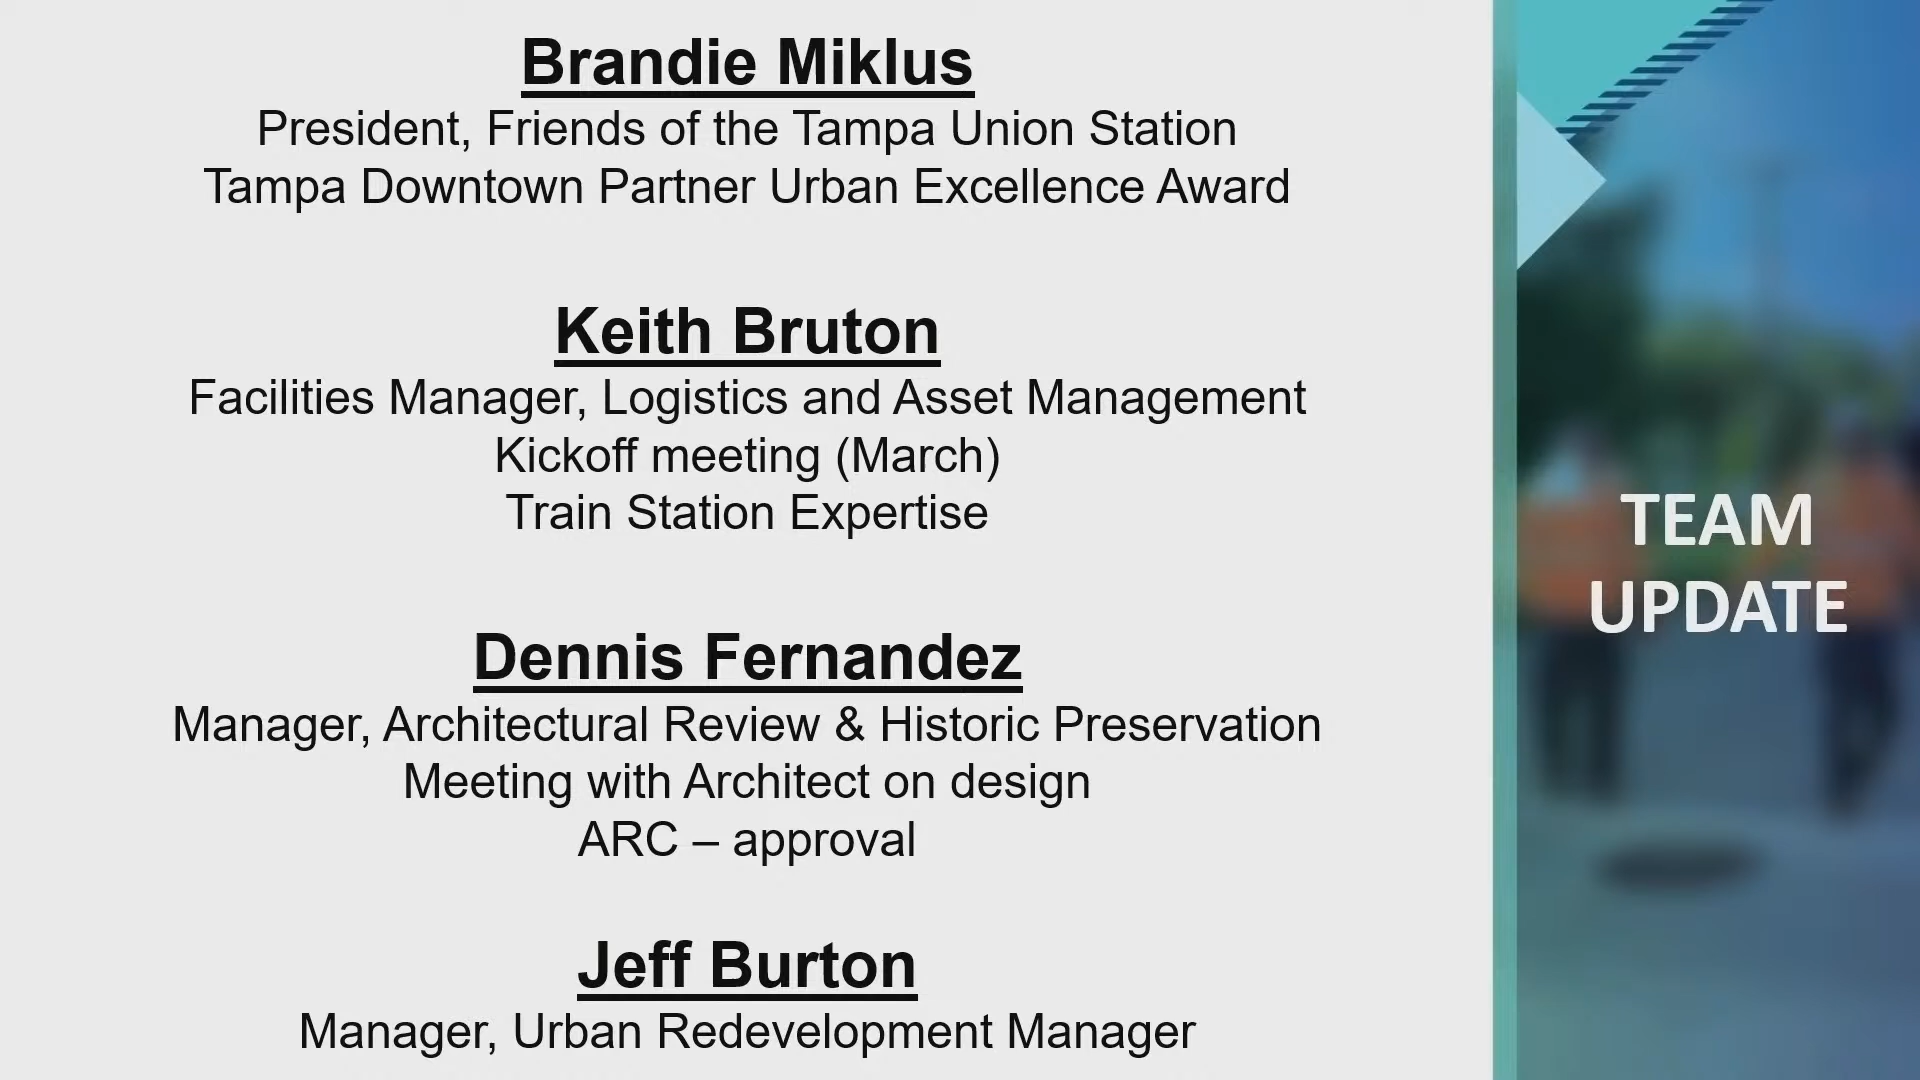 Brandie Miklus
President, Friends of the Tampa Union Station
Tampa Downtown Partner Urban Excellence Award
Keith Bruton
Facilities Manager, Logistics and Asset Management
Kickoff meeting (March)
Train Station Expertise
Dennis Fernandez
Manager, Architectural Review & Historic Preservation
Meeting with Architect on design
ARC – approval
Jeff Burton
Manager, Urban Redevelopment Manager
TEAM
UPDATE